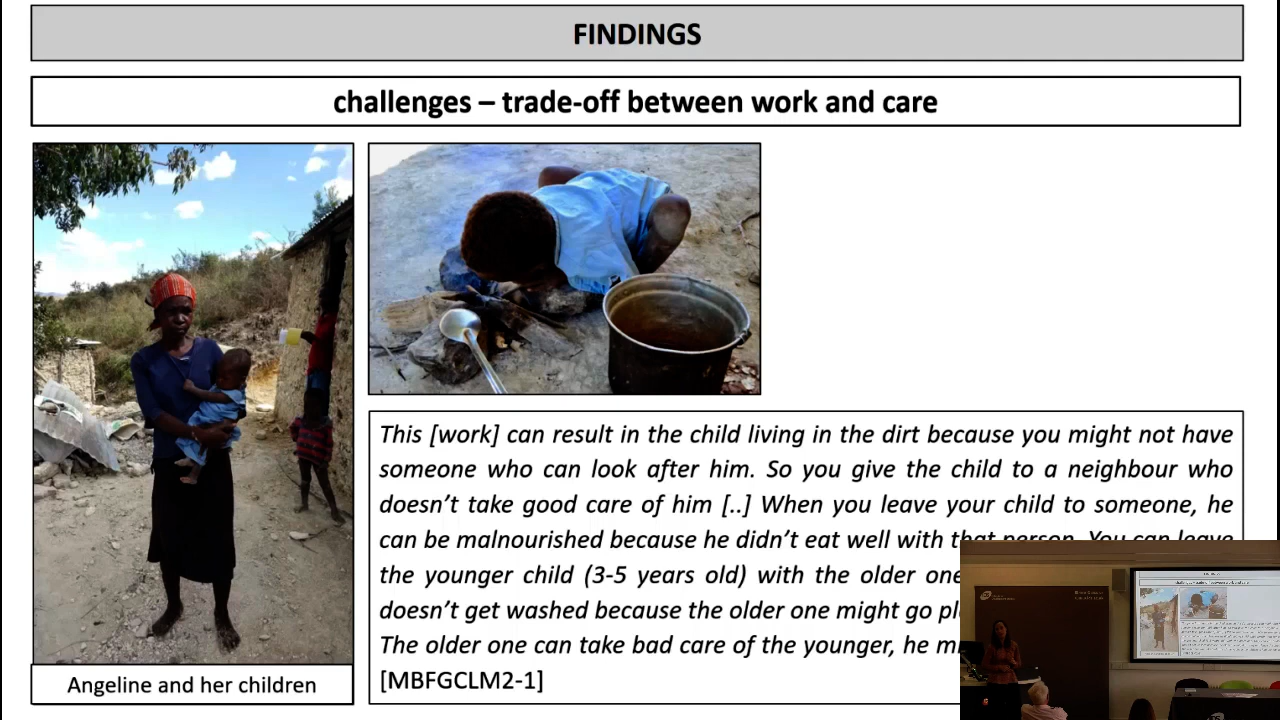 FINDINGS
challenges – trade-off between work and care
This [work] can result in the child living in the dirt because you might not have
someone who can look after him. So you give the child to a neighbour who
doesn't take good care of him [..] When you leave your child to someone, he
can be malnourished because he didn't eat well with that person. You can leave
the younger child (3-5 years old) with the older one
doesn't get washed because the older one might go
The older one can take bad care of the younger, he
[MBFGCLM2-1]
Angeline and her children